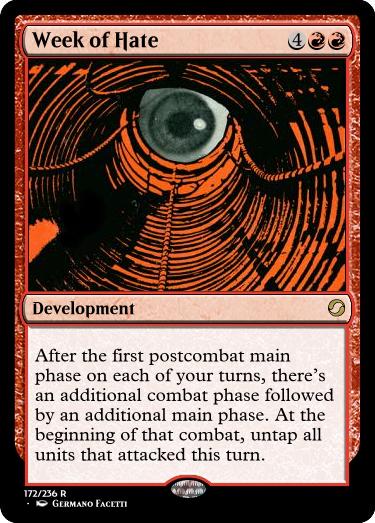 Week of Hate 4
Development
After the first postcombat main
phase on each of your turns, there's
an additional combat phase followed
by an additional main phase. At the
beginning of that combat, untap all
units that attacked this turn.
172/236 R
· Germano Facetti